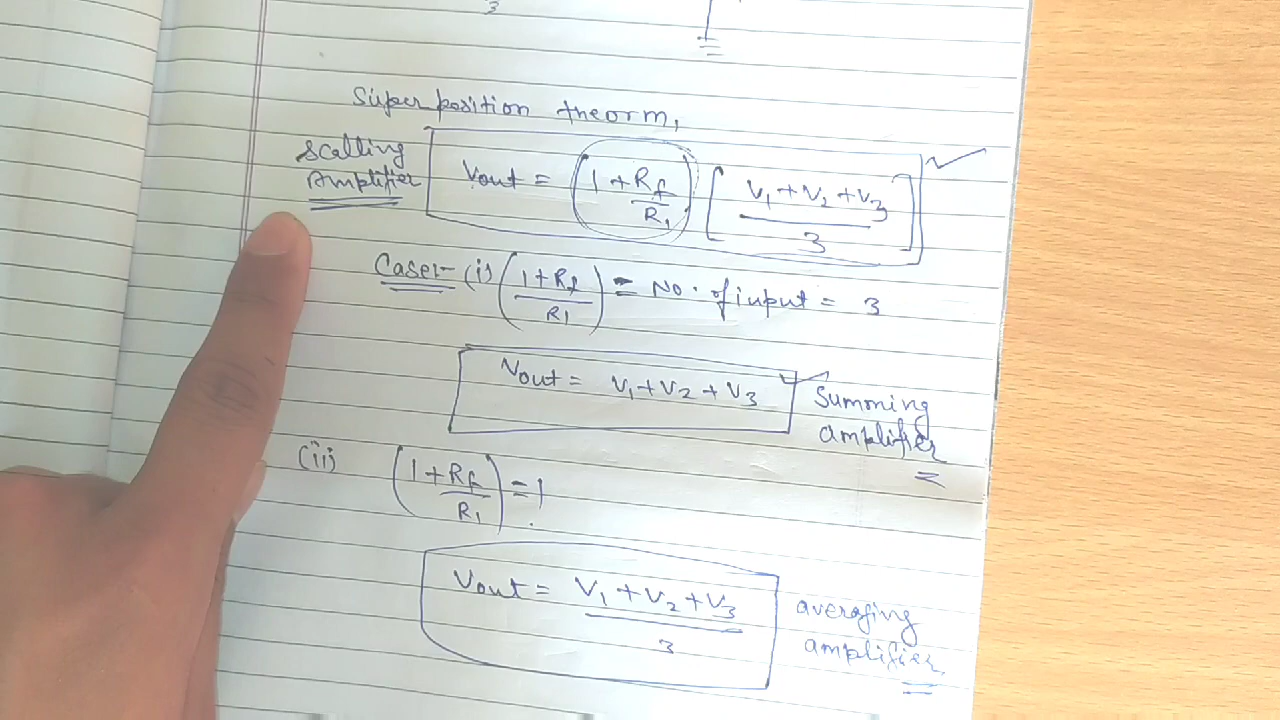 3
Superposition theorm,
Scalling
Amplifier
Vout = (1 + Rf/R1) [V1 + V2 + V3 / 3]
Case:- (i) (1 + Rf / R1) = No. of input = 3
Vout = V1 + V2 + V3
Summing
amplifier
(ii) (1 + Rf/R1) = 1
Vout = V1 + V2 + V3 / 3
averaging
amplifier